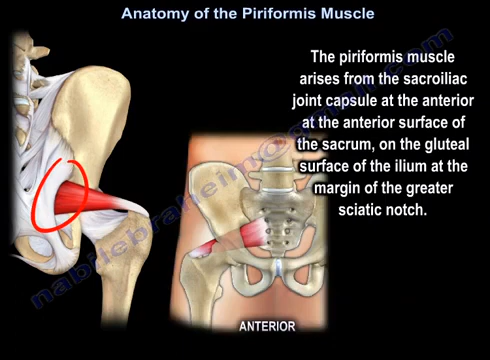 Anatomy of the Piriformis Muscle
The piriformis muscle
arises from the sacroiliac
joint capsule at the anterior
at the anterior surface of
the sacrum, on the gluteal
surface of the ilium at the
margin of the greater
sciatic notch.
ANTERIOR